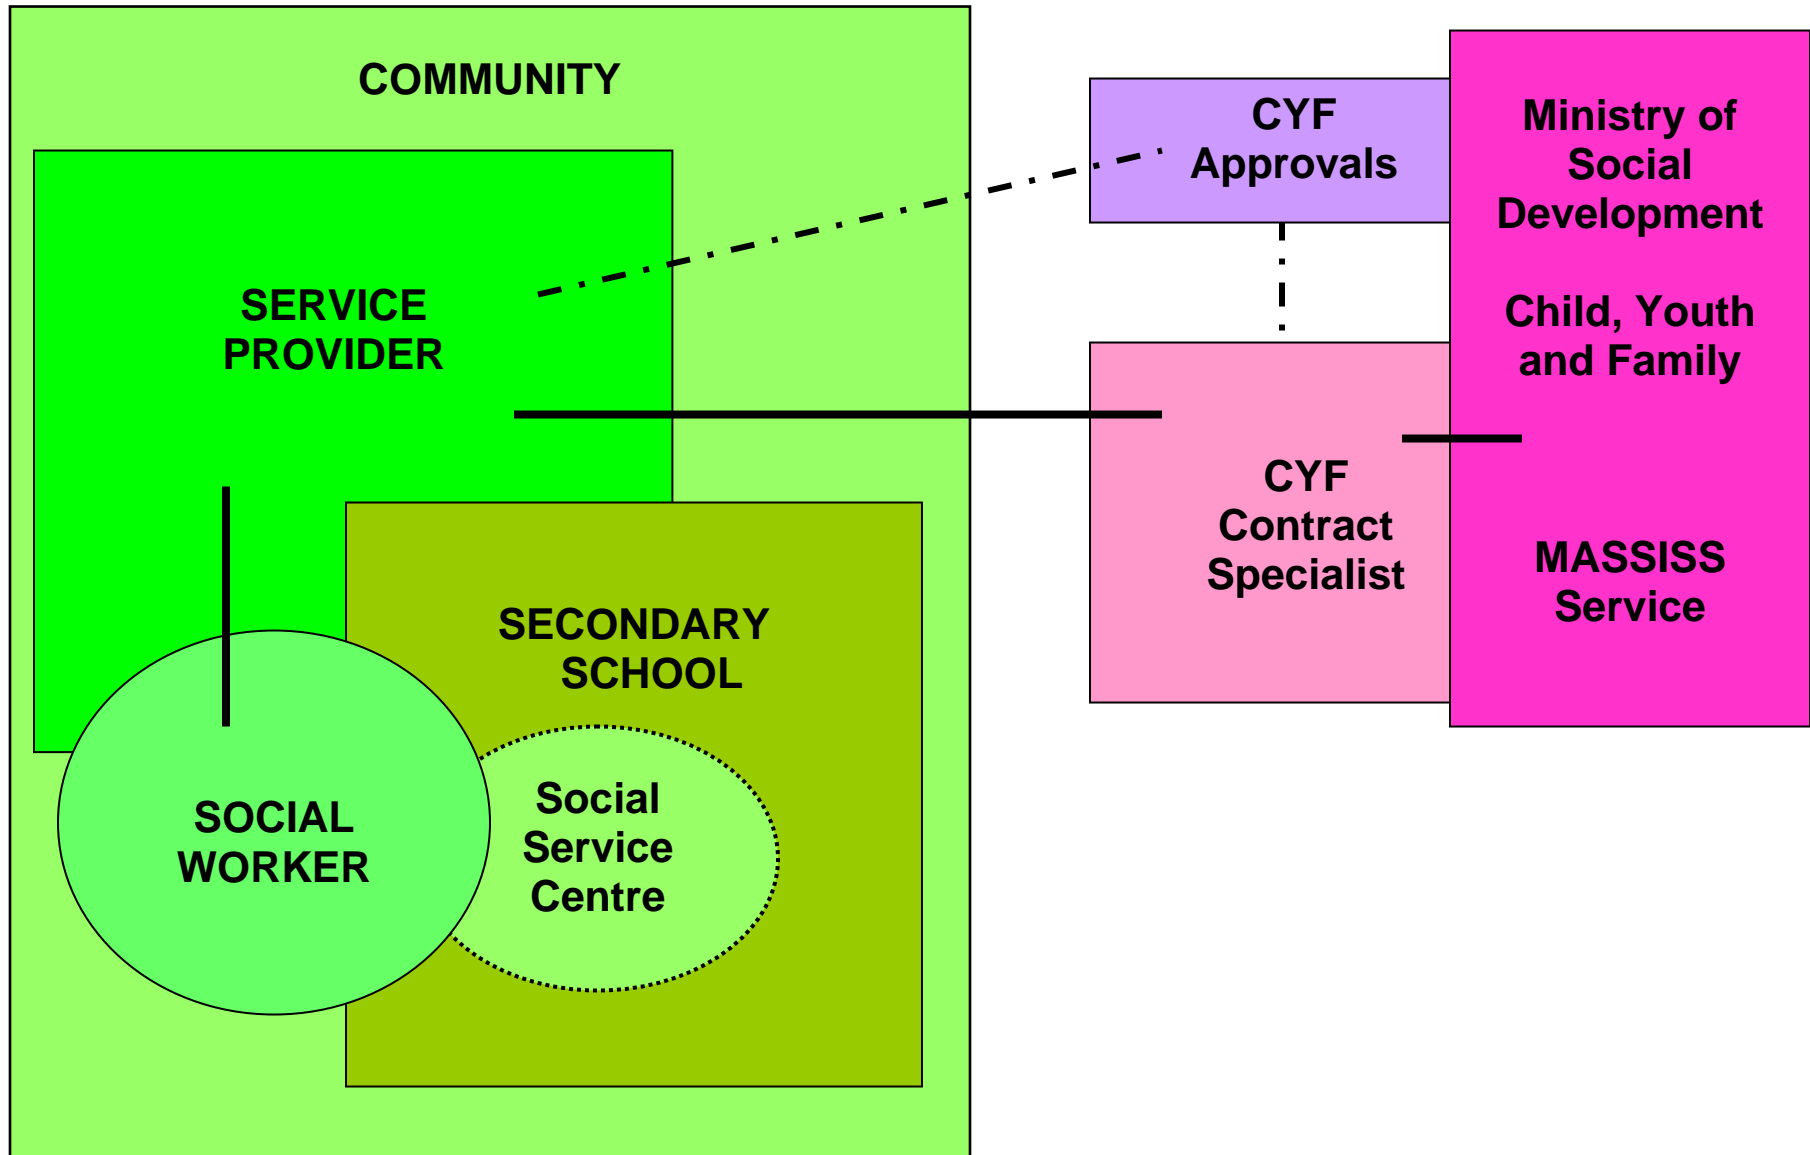 COMMUNITY
SERVICE
PROVIDER
SECONDARY
SCHOOL
SOCIAL
WORKER
Social
Service
Centre
CYF
Approvals
CYF
Contract
Specialist
Ministry of
Social
Development
Child, Youth
and Family
MASSISS
Service